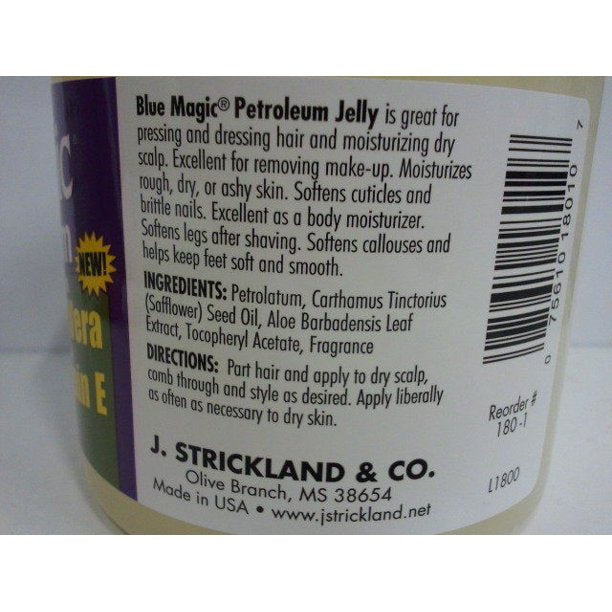 Blue Magic® Petroleum Jelly is great for
pressing and dressing hair and moisturizing dry
scalp. Excellent for removing make-up. Moisturizes
rough, dry, or ashy skin. Softens cuticles and
brittle nails. Excellent as a body moisturizer.
Softens legs after shaving. Softens callouses and
helps keep feet soft and smooth.
INGREDIENTS: Petrolatum, Carthamus Tinctorius
(Safflower) Seed Oil, Aloe Barbadensis Leaf
Extract, Tocopheryl Acetate, Fragrance
DIRECTIONS: Part hair and apply to dry scalp,
comb through and style as desired. Apply liberally
as often as necessary to dry skin.
J. STRICKLAND & CO.
Olive Branch, MS 38654
Made in USA • www.jstrickland.net
NEW!
E
0 75610 18010 7
Reorder #
180-1
L1800